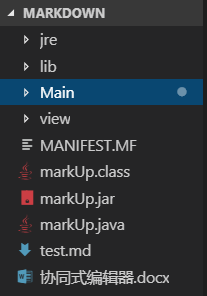 MARKDOWN
jre
lib
Main
view
MANIFEST.MF
markUp.class
markUp.jar
markUp.java
test.md
协同式编辑器.docx